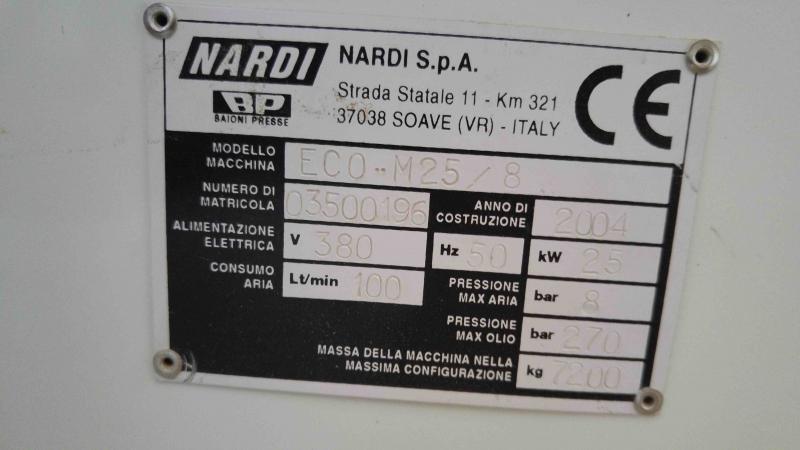 NARDI
BP
BAIONI PRESSE
NARDI S.p.A.
Strada Statale 11 - Km 321
37038 SOAVE (VR) - ITALY
CE
MODELLO MACCHINA ECO-M25/8
NUMERO DI MATRICOLA 03500196
ANNO DI COSTRUZIONE 2004
ALIMENTAZIONE ELETTRICA V 380 Hz 50 kW 25
CONSUMO ARIA Lt/min 100
PRESSIONE MAX ARIA bar 8
PRESSIONE MAX OLIO bar 270
MASSA DELLA MACCHINA NELLA
MASSIMA CONFIGURAZIONE kg 7200